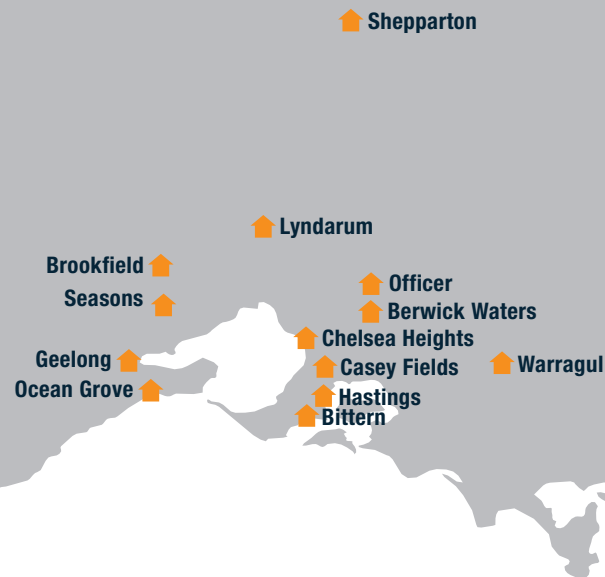 Shepparton
Lyndarum
Brookfield
Officer
Seasons
Berwick Waters
Chelsea Heights
Geelong
Casey Fields
Warragul
Ocean Grove
Hastings
Bittern